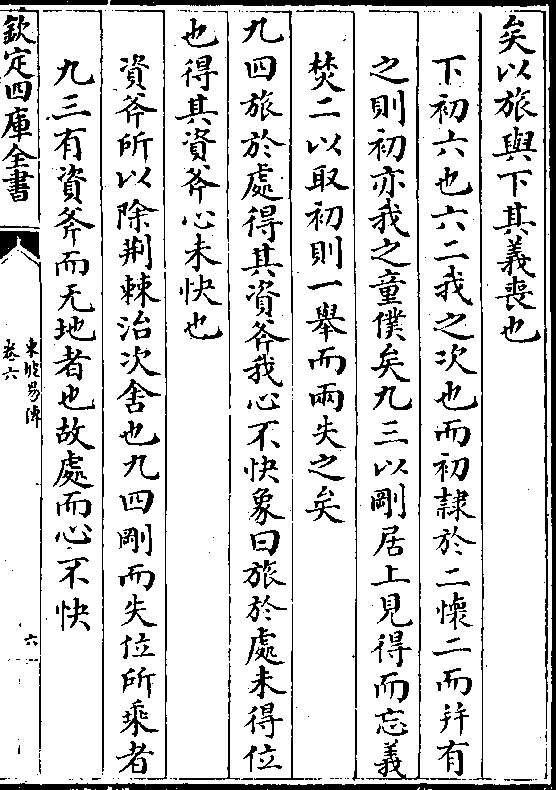 矣以旅與下其義喪也
下初六也六二我之次也而初隷於二懷二而并有
之則初亦我之童僕矣九三以剛居上見得而忘義
焚二以取初則一舉而兩失之矣
九四旅於處得其資斧我心不快象曰旅於處未得位
也得其資斧心未快也
資斧所以除荆棘治次舍也九四剛而失位所乘者
九三有資斧而无地者也故處而心不快
欽定四庫全書
東坡易傳
卷六
六